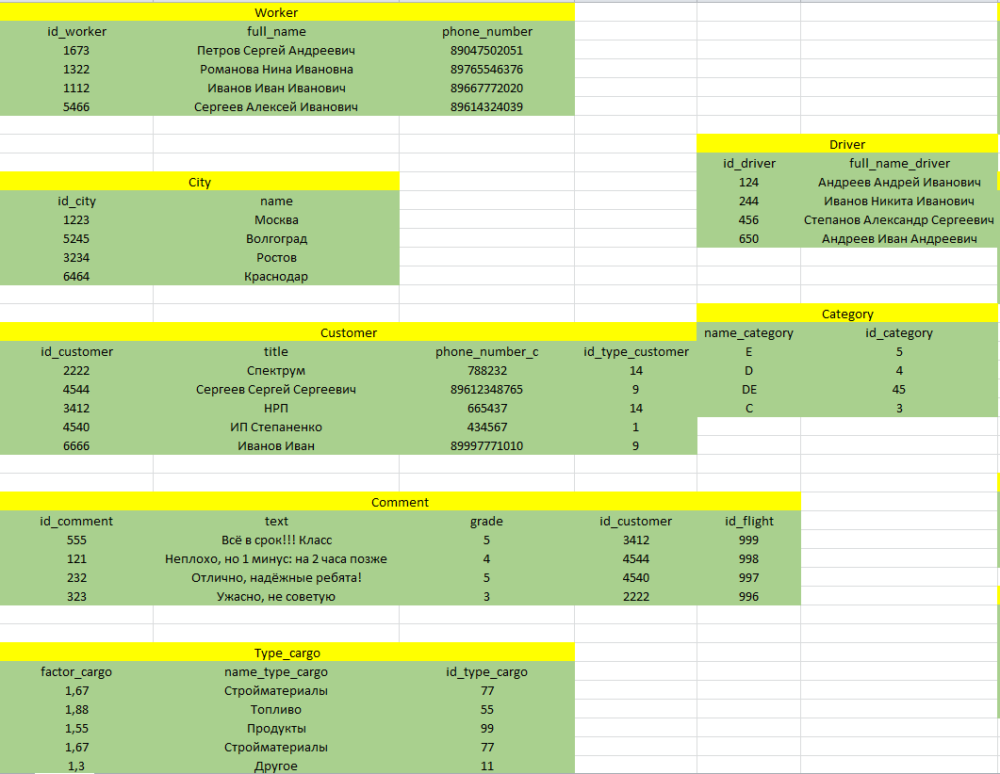 Worker
id_worker full_name phone_number
1673 Петров Сергей Андреевич 89047502051
1322 Романова Нина Ивановна 89765546376
1112 Иванов Иван Иванович 89667772020
5466 Сергеев Алексей Иванович 89614324039
Driver
id_driver full_name_driver
124 Андреев Андрей Иванович
244 Иванов Никита Иванович
456 Степанов Александр Сергеевич
650 Андреев Иван Андреевич
City
id_city name
1223 Москва
5245 Волгоград
3234 Ростов
6464 Краснодар
Category
name_category id_category
E 5
D 4
DE 45
C 3
Customer
id_customer title phone_number_c id_type_customer
2222 Спектрум 788232 14
4544 Сергеев Сергей Сергеевич 89612348765 9
3412 НРП 665437 14
4540 ИП Степаненко 434567 1
6666 Иванов Иван 89997771010 9
Comment
id_comment text grade id_customer id_flight
555 Всё в срок!!! Класс 5 3412 999
121 Неплохо, но 1 минус: на 2 часа позже 4 4544 998
232 Отлично, надёжные ребята! 5 4540 997
323 Ужасно, не советую 3 2222 996
Type_cargo
factor_cargo name_type_cargo id_type_cargo
1,67 Стройматериалы 77
1,88 Топливо 55
1,55 Продукты 99
1,67 Стройматериалы 77
1,3 Другое 11